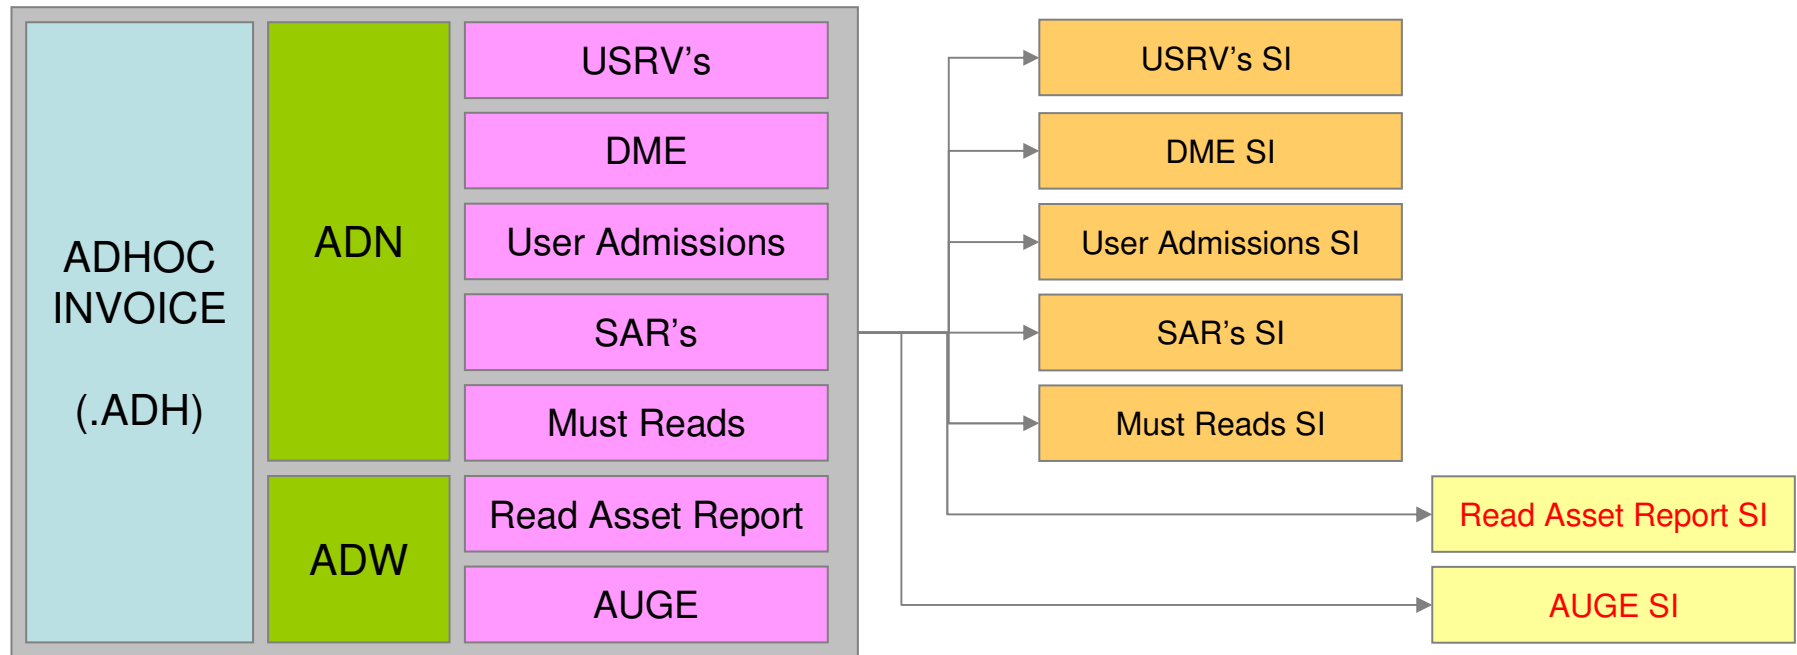 ADHOC
INVOICE
(.ADH)
ADN
ADW
USRV’s
DME
User Admissions
SAR’s
Must Reads
Read Asset Report
AUGE
USRV’s SI
DME SI
User Admissions SI
SAR’s SI
Must Reads SI
Read Asset Report SI
AUGE SI